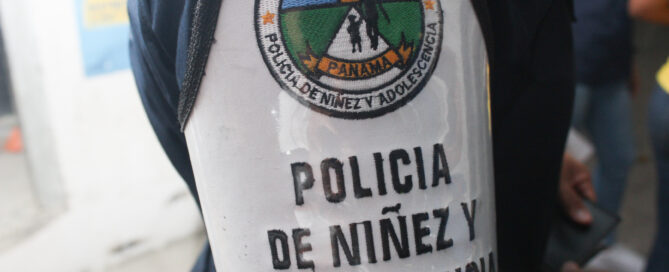 PANAMA
POLICIA DE NIÑEZ Y ADOLESCENCIA
POLICIA
DE NIÑEZ Y